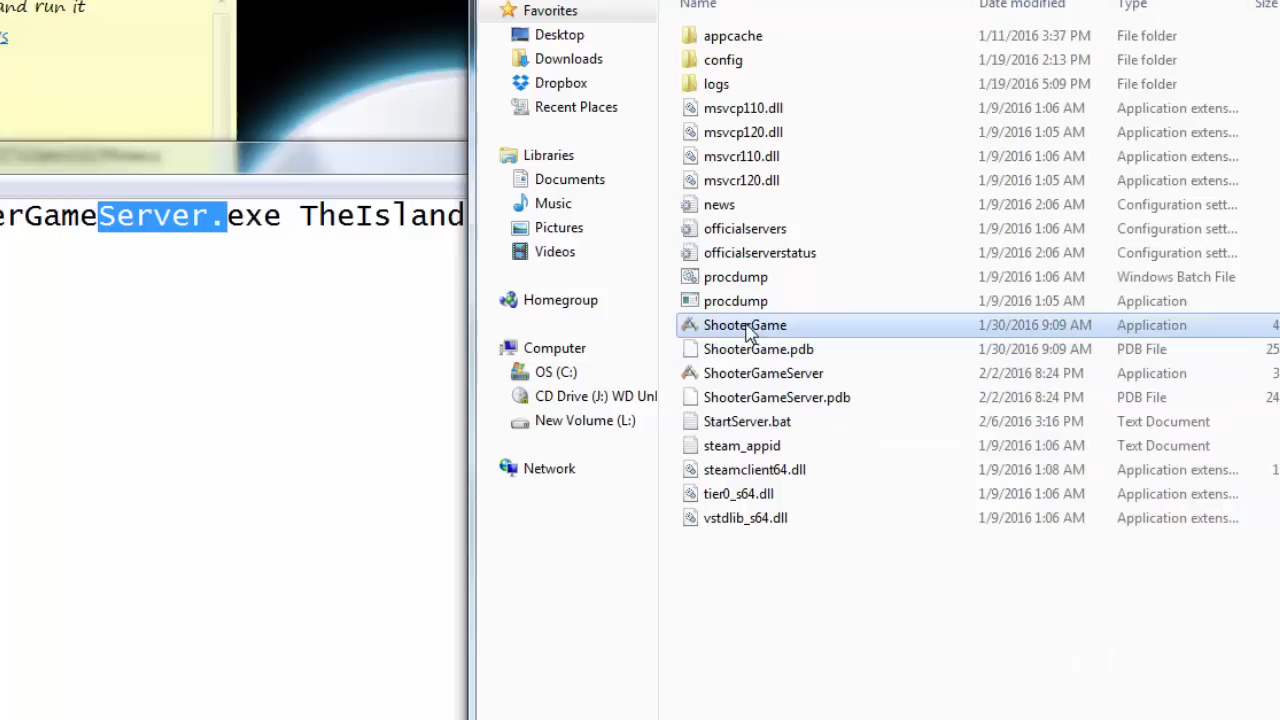 and run it
erGameServer.exe TheIsland
Favorites
Desktop
Downloads
Dropbox
Recent Places
Libraries
Documents
Music
Pictures
Videos
Homegroup
Computer
OS (C:)
CD Drive (J:) WD Unl
New Volume (L:)
Network
Name Date modified Type Size
appcache 1/11/2016 3:37 PM File folder
config 1/19/2016 2:13 PM File folder
logs 1/19/2016 5:09 PM File folder
msvcp110.dll 1/9/2016 1:06 AM Application extens...
msvcp120.dll 1/9/2016 1:05 AM Application extens...
msvcr110.dll 1/9/2016 1:06 AM Application extens...
msvcr120.dll 1/9/2016 1:05 AM Application extens...
news 1/9/2016 1:06 AM Configuration sett...
officialservers 1/9/2016 1:06 AM Configuration sett...
officialserverstatus 1/9/2016 2:06 AM Configuration sett...
procdump 1/9/2016 1:06 AM Windows Batch File
procdump 1/9/2016 1:05 AM Application
ShooterGame 1/30/2016 9:09 AM Application 4
ShooterGame.pdb 1/30/2016 9:09 AM PDB File 25
ShooterGameServer 2/2/2016 8:24 PM Application 3
ShooterGameServer.pdb 2/2/2016 8:24 PM PDB File 24
StartServer.bat 2/6/2016 3:16 PM Text Document
steam_appid 1/9/2016 1:06 AM Text Document
steamclient64.dll 1/9/2016 1:08 AM Application extens... 1
tier0_s64.dll 1/9/2016 1:06 AM Application extens...
vstdlib_s64.dll 1/9/2016 1:06 AM Application extens...